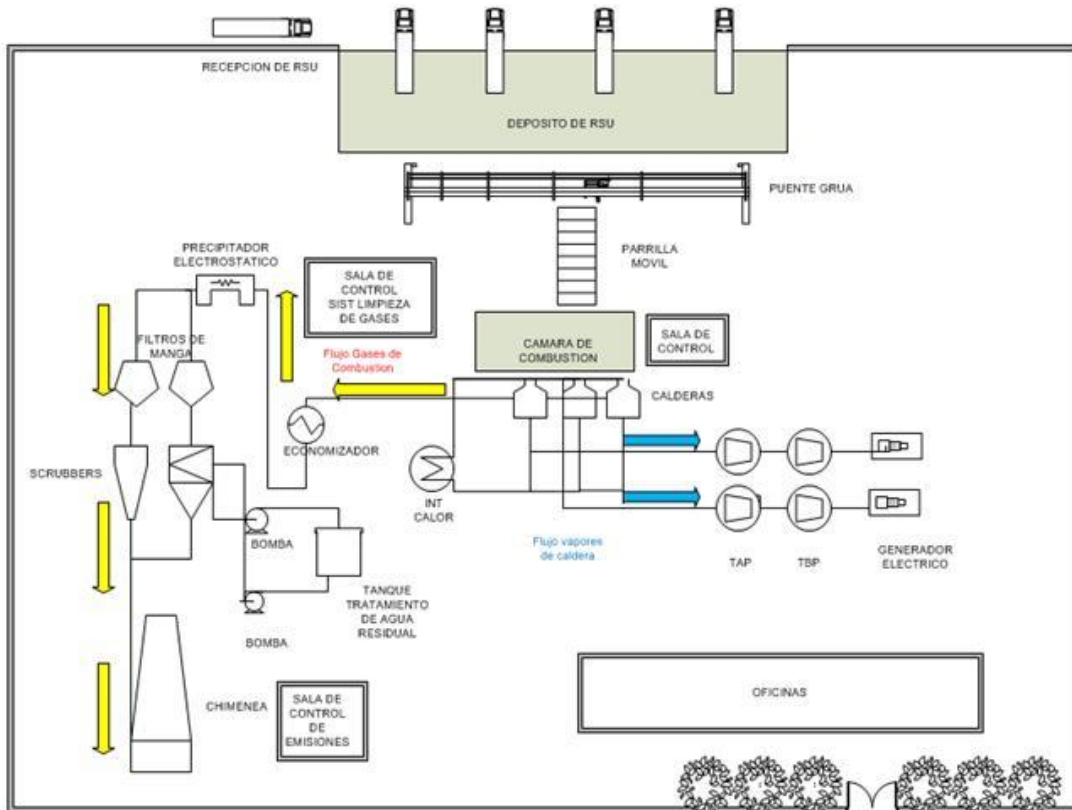 RECEPCION DE RSU
DEPOSITO DE RSU
PUENTE GRUA
PARRILLA
MOVIL
PRECIPITADOR
ELECTROSTATICO
SALA DE
CONTROL
SIST LIMPIEZA
DE GASES
FILTROS DE
MANGA
Flujo Gases de
Combustion
CAMARA DE
COMBUSTION
SALA DE
CONTROL
CALDERAS
ECONOMIZADOR
SCRUBBERS
INT
CALOR
BOMBA
Flujo vapores
de caldera
TAP
TBP
GENERADOR
ELECTRICO
TANQUE
TRATAMIENTO
DE AGUA
RESIDUAL
BOMBA
CHIMENEA
SALA DE
CONTROL
DE
EMISIONES
OFICINAS